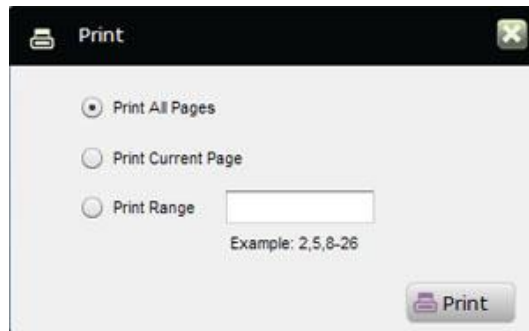 Print
Print All Pages
Print Current Page
Print Range
Example: 2,5,8-26
Print